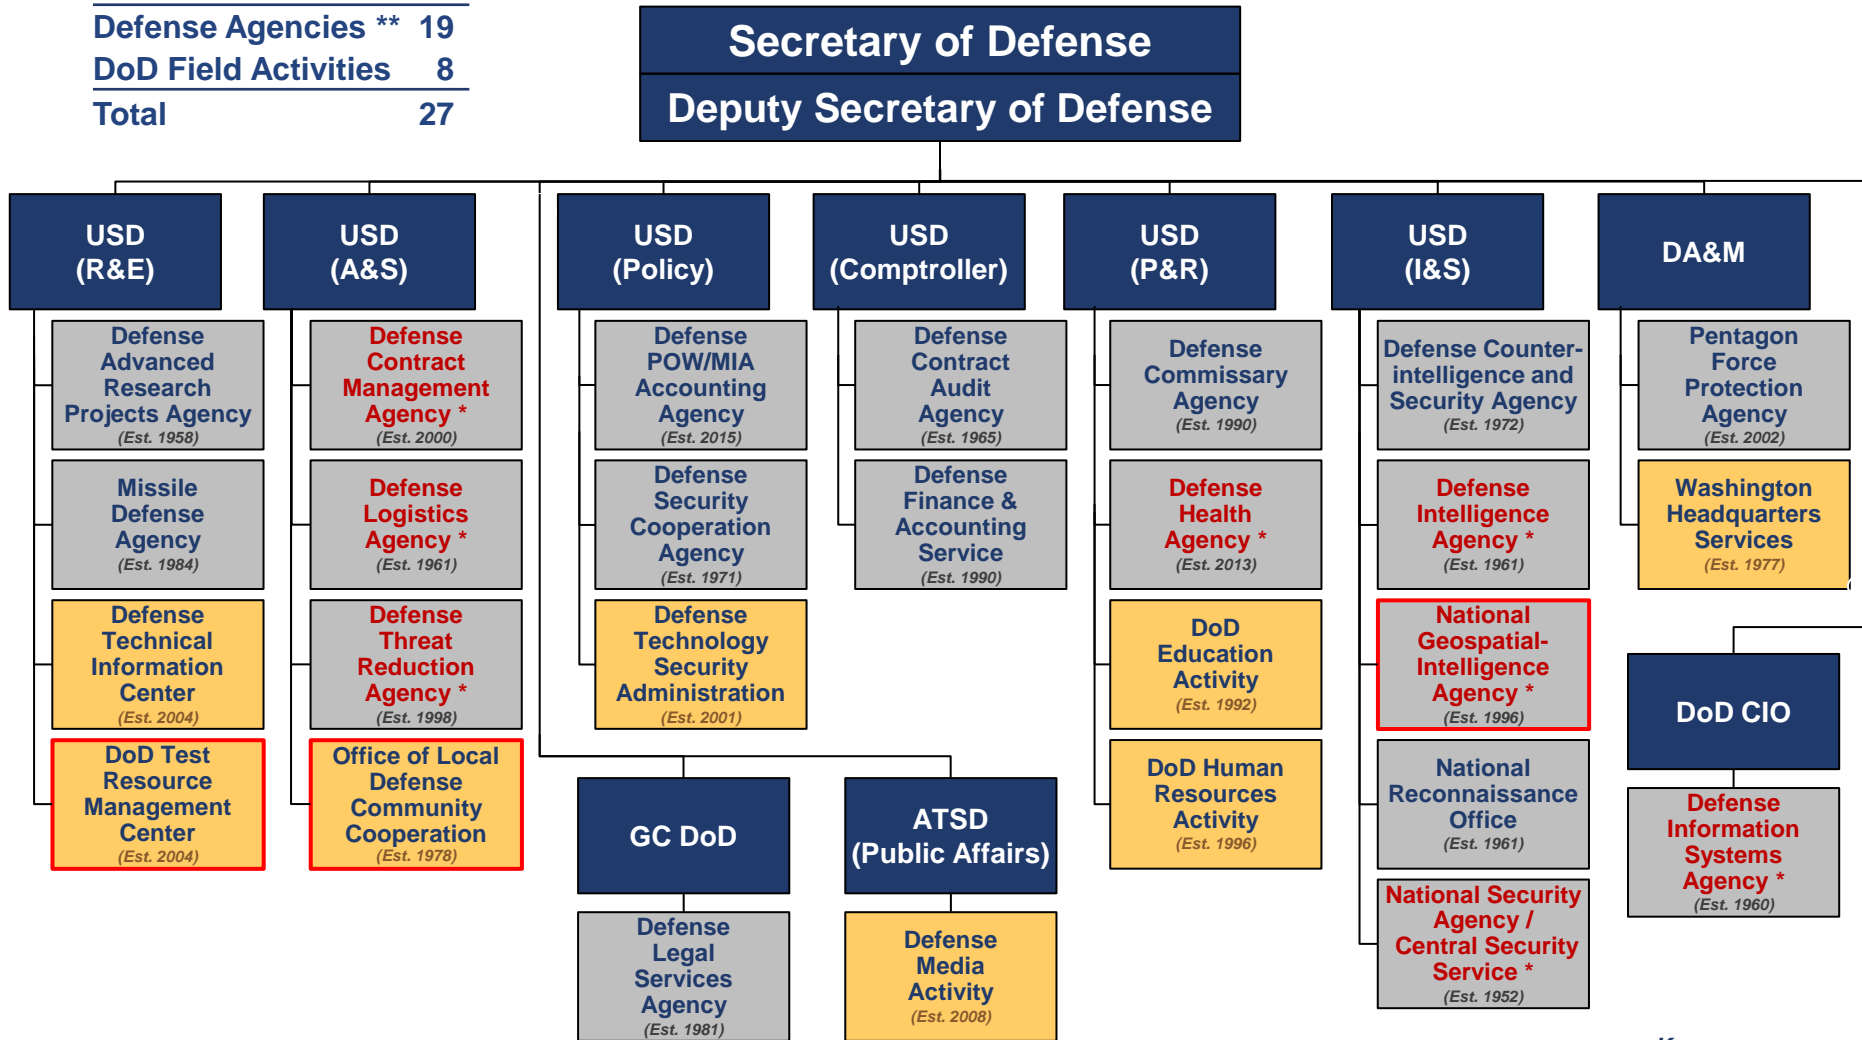 Defense Agencies ** 19
DoD Field Activities 8
Total 27
Secretary of Defense
Deputy Secretary of Defense
USD
(R&E)
Defense
Advanced
Research
Projects Agency
(Est. 1958)
Missile
Defense
Agency
(Est. 1984)
Defense
Technical
Information
Center
(Est. 2004)
DoD Test
Resource
Management
Center
(Est. 2004)
USD
(A&S)
Defense
Contract
Management
Agency *
(Est. 2000)
Defense
Logistics
Agency *
(Est. 1961)
Defense
Threat
Reduction
Agency *
(Est. 1998)
Office of Local
Defense
Community
Cooperation
(Est. 1978)
USD
(Policy)
Defense
POW/MIA
Accounting
Agency
(Est. 2015)
Defense
Security
Cooperation
Agency
(Est. 1971)
Defense
Technology
Security
Administration
(Est. 2001)
USD
(Comptroller)
Defense
Contract
Audit
Agency
(Est. 1965)
Defense
Finance &
Accounting
Service
(Est. 1990)
USD
(P&R)
Defense
Commissary
Agency
(Est. 1990)
Defense
Health
Agency *
(Est. 2013)
DoD
Education
Activity
(Est. 1992)
DoD Human
Resources
Activity
(Est. 1996)
USD
(I&S)
Defense Counter-
intelligence and
Security Agency
(Est. 1972)
Defense
Intelligence
Agency *
(Est. 1961)
National
Geospatial-
Intelligence
Agency *
(Est. 1996)
National
Reconnaissance
Office
(Est. 1961)
National Security
Agency /
Central Security
Service *
(Est. 1952)
DA&M
Pentagon
Force
Protection
Agency
(Est. 2002)
Washington
Headquarters
Services
(Est. 1977)
DoD CIO
Defense
Information
Systems
Agency *
(Est. 1960)
GC DoD
Defense
Legal
Services
Agency
(Est. 1981)
ATSD
(Public Affairs)
Defense
Media
Activity
(Est. 2008)